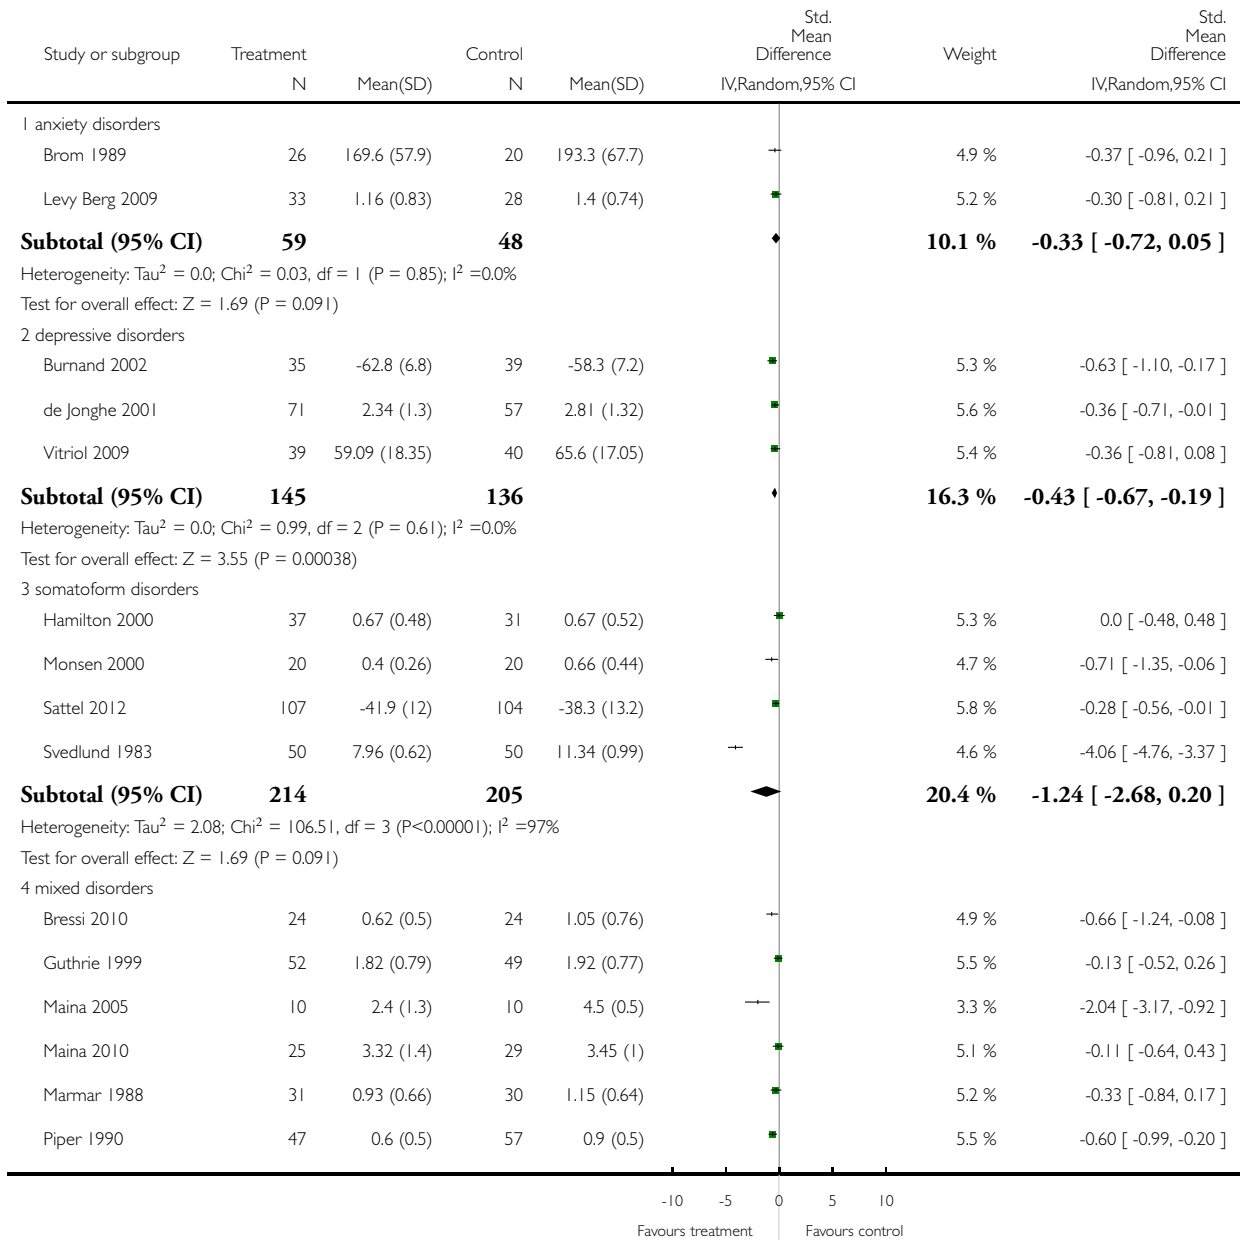 Study or subgroup Treatment Control Std. Mean Difference Weight Std. Mean Difference
N Mean(SD) N Mean(SD) IV,Random,95% CI IV,Random,95% CI
1 anxiety disorders
Brom 1989 26 169.6 (57.9) 20 193.3 (67.7) 4.9 % -0.37 [ -0.96, 0.21 ]
Levy Berg 2009 33 1.16 (0.83) 28 1.4 (0.74) 5.2 % -0.30 [ -0.81, 0.21 ]
Subtotal (95% CI) 59 48 10.1 % -0.33 [ -0.72, 0.05 ]
Heterogeneity: Tau² = 0.0; Chi² = 0.03, df = 1 (P = 0.85); I² =0.0%
Test for overall effect: Z = 1.69 (P = 0.091)
2 depressive disorders
Burnand 2002 35 -62.8 (6.8) 39 -58.3 (7.2) 5.3 % -0.63 [ -1.10, -0.17 ]
de Jonghe 2001 71 2.34 (1.3) 57 2.81 (1.32) 5.6 % -0.36 [ -0.71, -0.01 ]
Vitriol 2009 39 59.09 (18.35) 40 65.6 (17.05) 5.4 % -0.36 [ -0.81, 0.08 ]
Subtotal (95% CI) 145 136 16.3 % -0.43 [ -0.67, -0.19 ]
Heterogeneity: Tau² = 0.0; Chi² = 0.99, df = 2 (P = 0.61); I² =0.0%
Test for overall effect: Z = 3.55 (P = 0.00038)
3 somatoform disorders
Hamilton 2000 37 0.67 (0.48) 31 0.67 (0.52) 5.3 % 0.0 [ -0.48, 0.48 ]
Monsen 2000 20 0.4 (0.26) 20 0.66 (0.44) 4.7 % -0.71 [ -1.35, -0.06 ]
Sattel 2012 107 -41.9 (12) 104 -38.3 (13.2) 5.8 % -0.28 [ -0.56, -0.01 ]
Svedlund 1983 50 7.96 (0.62) 50 11.34 (0.99) 4.6 % -4.06 [ -4.76, -3.37 ]
Subtotal (95% CI) 214 205 20.4 % -1.24 [ -2.68, 0.20 ]
Heterogeneity: Tau² = 2.08; Chi² = 106.51, df = 3 (P<0.00001); I² =97%
Test for overall effect: Z = 1.69 (P = 0.091)
4 mixed disorders
Bressi 2010 24 0.62 (0.5) 24 1.05 (0.76) 4.9 % -0.66 [ -1.24, -0.08 ]
Guthrie 1999 52 1.82 (0.79) 49 1.92 (0.77) 5.5 % -0.13 [ -0.52, 0.26 ]
Maina 2005 10 2.4 (1.3) 10 4.5 (0.5) 3.3 % -2.04 [ -3.17, -0.92 ]
Maina 2010 25 3.32 (1.4) 29 3.45 (1) 5.1 % -0.11 [ -0.64, 0.43 ]
Marmar 1988 31 0.93 (0.66) 30 1.15 (0.64) 5.2 % -0.33 [ -0.84, 0.17 ]
Piper 1990 47 0.6 (0.5) 57 0.9 (0.5) 5.5 % -0.60 [ -0.99, -0.20 ]
-10 -5 0 5 10
Favours treatment Favours control